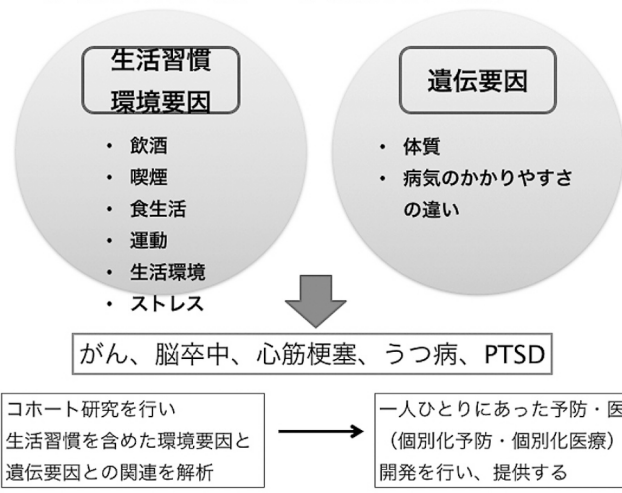 生活習慣
環境要因
・ 飲酒
・ 喫煙
・ 食生活
・ 運動
・ 生活環境
・ ストレス
遺伝要因
・ 体質
・ 病気のかかりやすさ
の違い
がん、脳卒中、心筋梗塞、うつ病、PTSD
コホート研究を行い
生活習慣を含めた環境要因と
遺伝要因との関連を解析
一人ひとりにあった予防・医
（個別化予防・個別化医療）
開発を行い、提供する